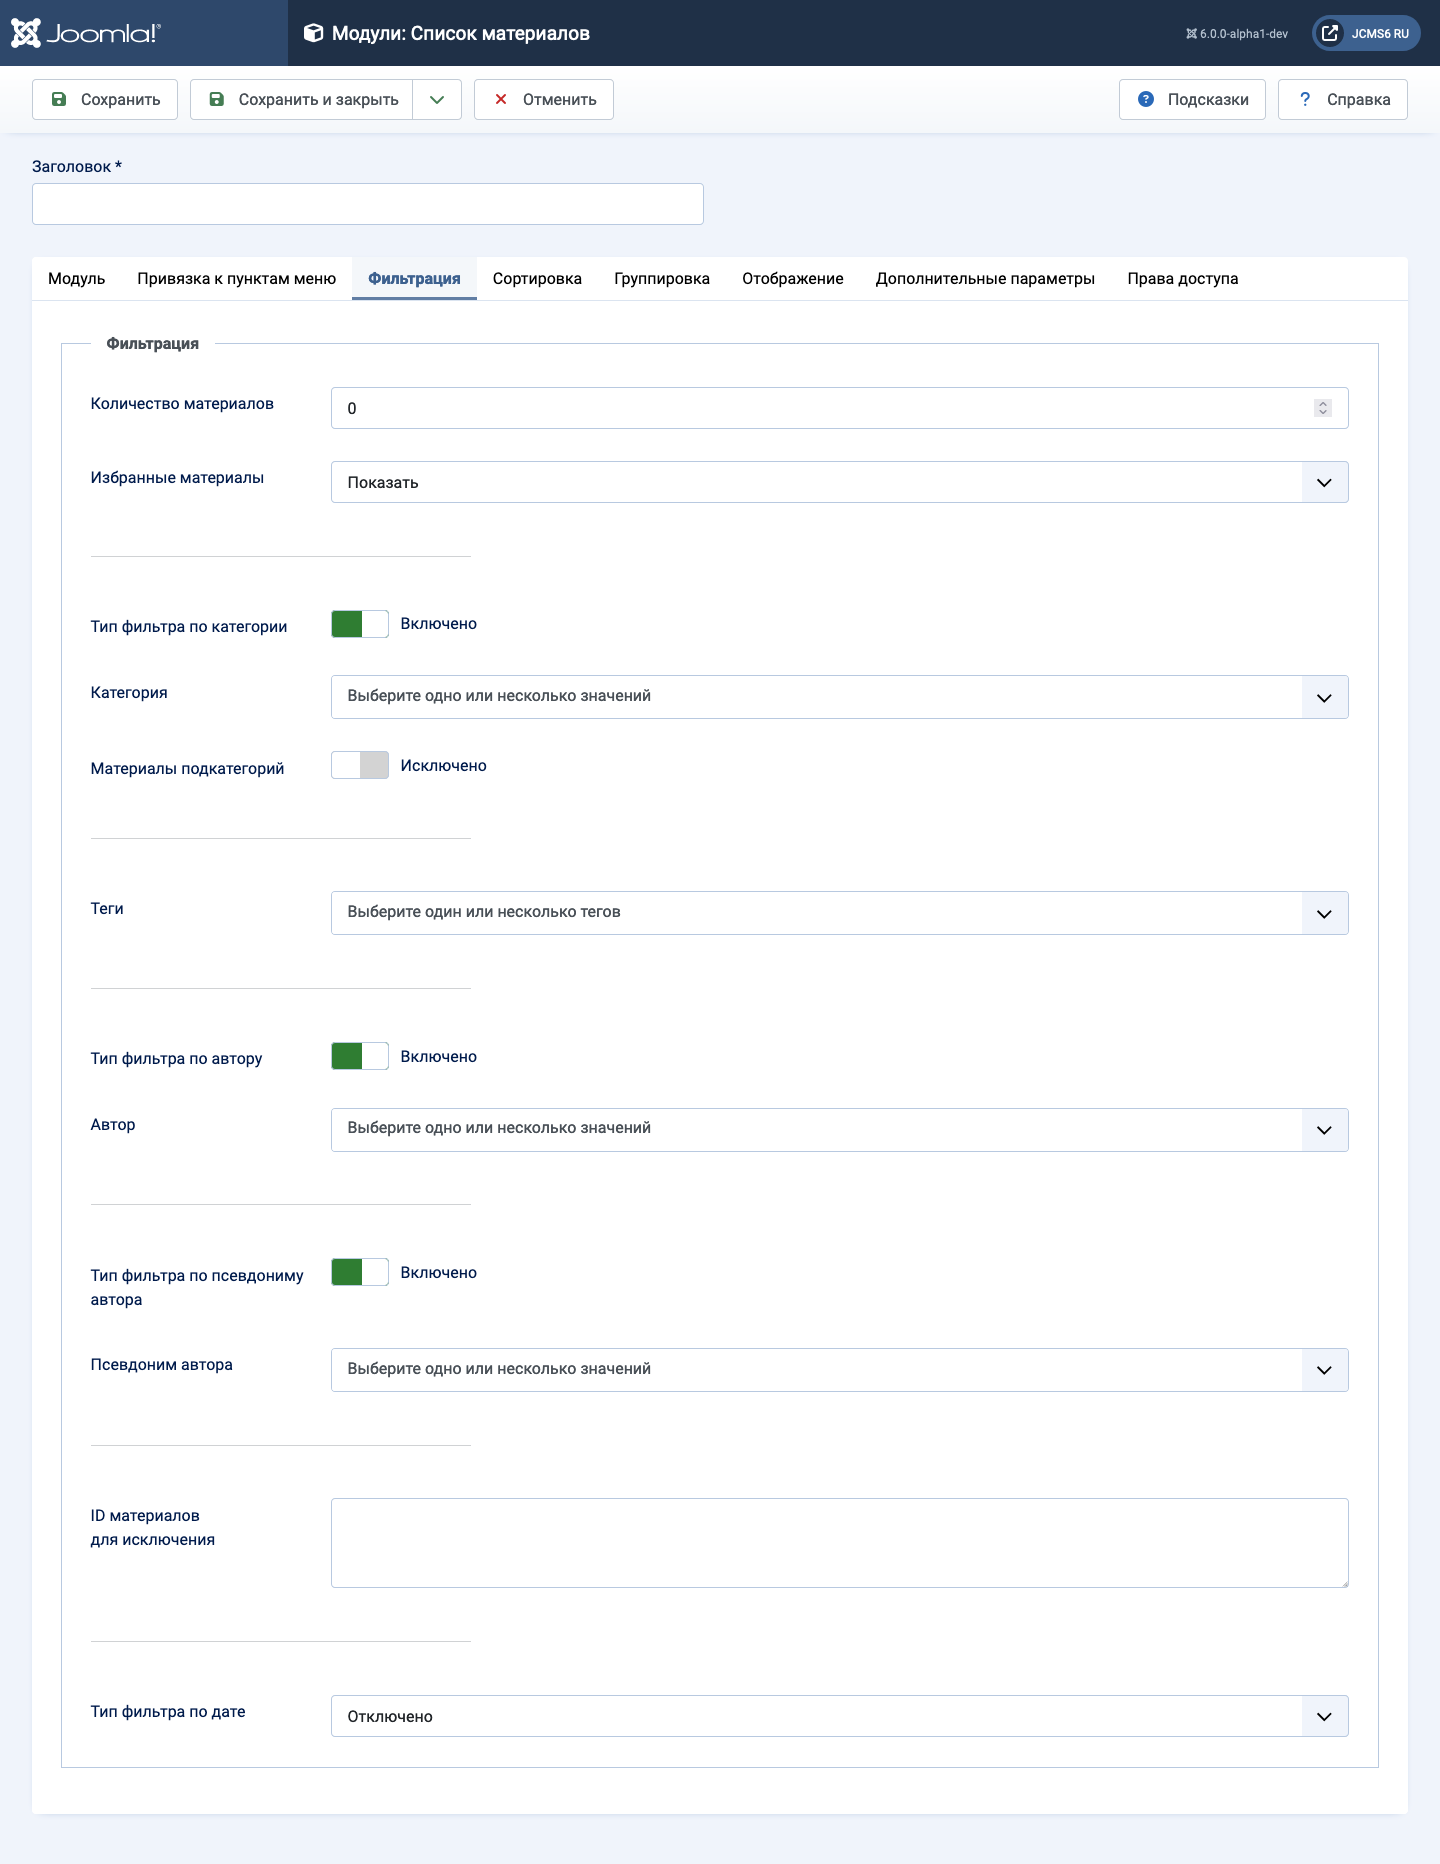 Joomla!®
Модули: Список материалов
6.0.0-alpha1-dev
JCMS6 RU
Сохранить
Сохранить и закрыть
Отменить
Подсказки
Справка
Заголовок *
Модуль
Привязка к пунктам меню
Фильтрация
Сортировка
Группировка
Отображение
Дополнительные параметры
Права доступа
Фильтрация
Количество материалов
0
Избранные материалы
Показать
Тип фильтра по категории
Включено
Категория
Выберите одно или несколько значений
Материалы подкатегорий
Исключено
Теги
Выберите один или несколько тегов
Тип фильтра по автору
Включено
Автор
Выберите одно или несколько значений
Тип фильтра по псевдониму
автора
Включено
Псевдоним автора
Выберите одно или несколько значений
ID материалов
для исключения
Тип фильтра по дате
Отключено